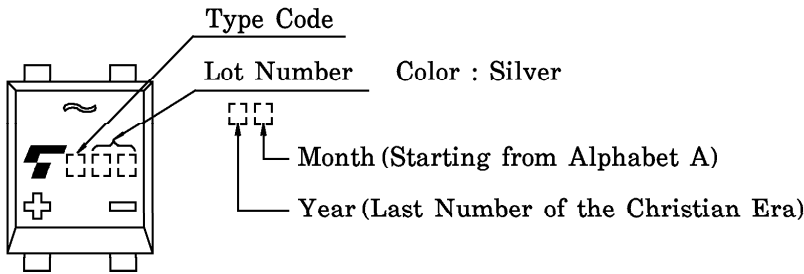 Type Code
Lot Number Color : Silver
Month (Starting from Alphabet A)
Year (Last Number of the Christian Era)
~
+ −